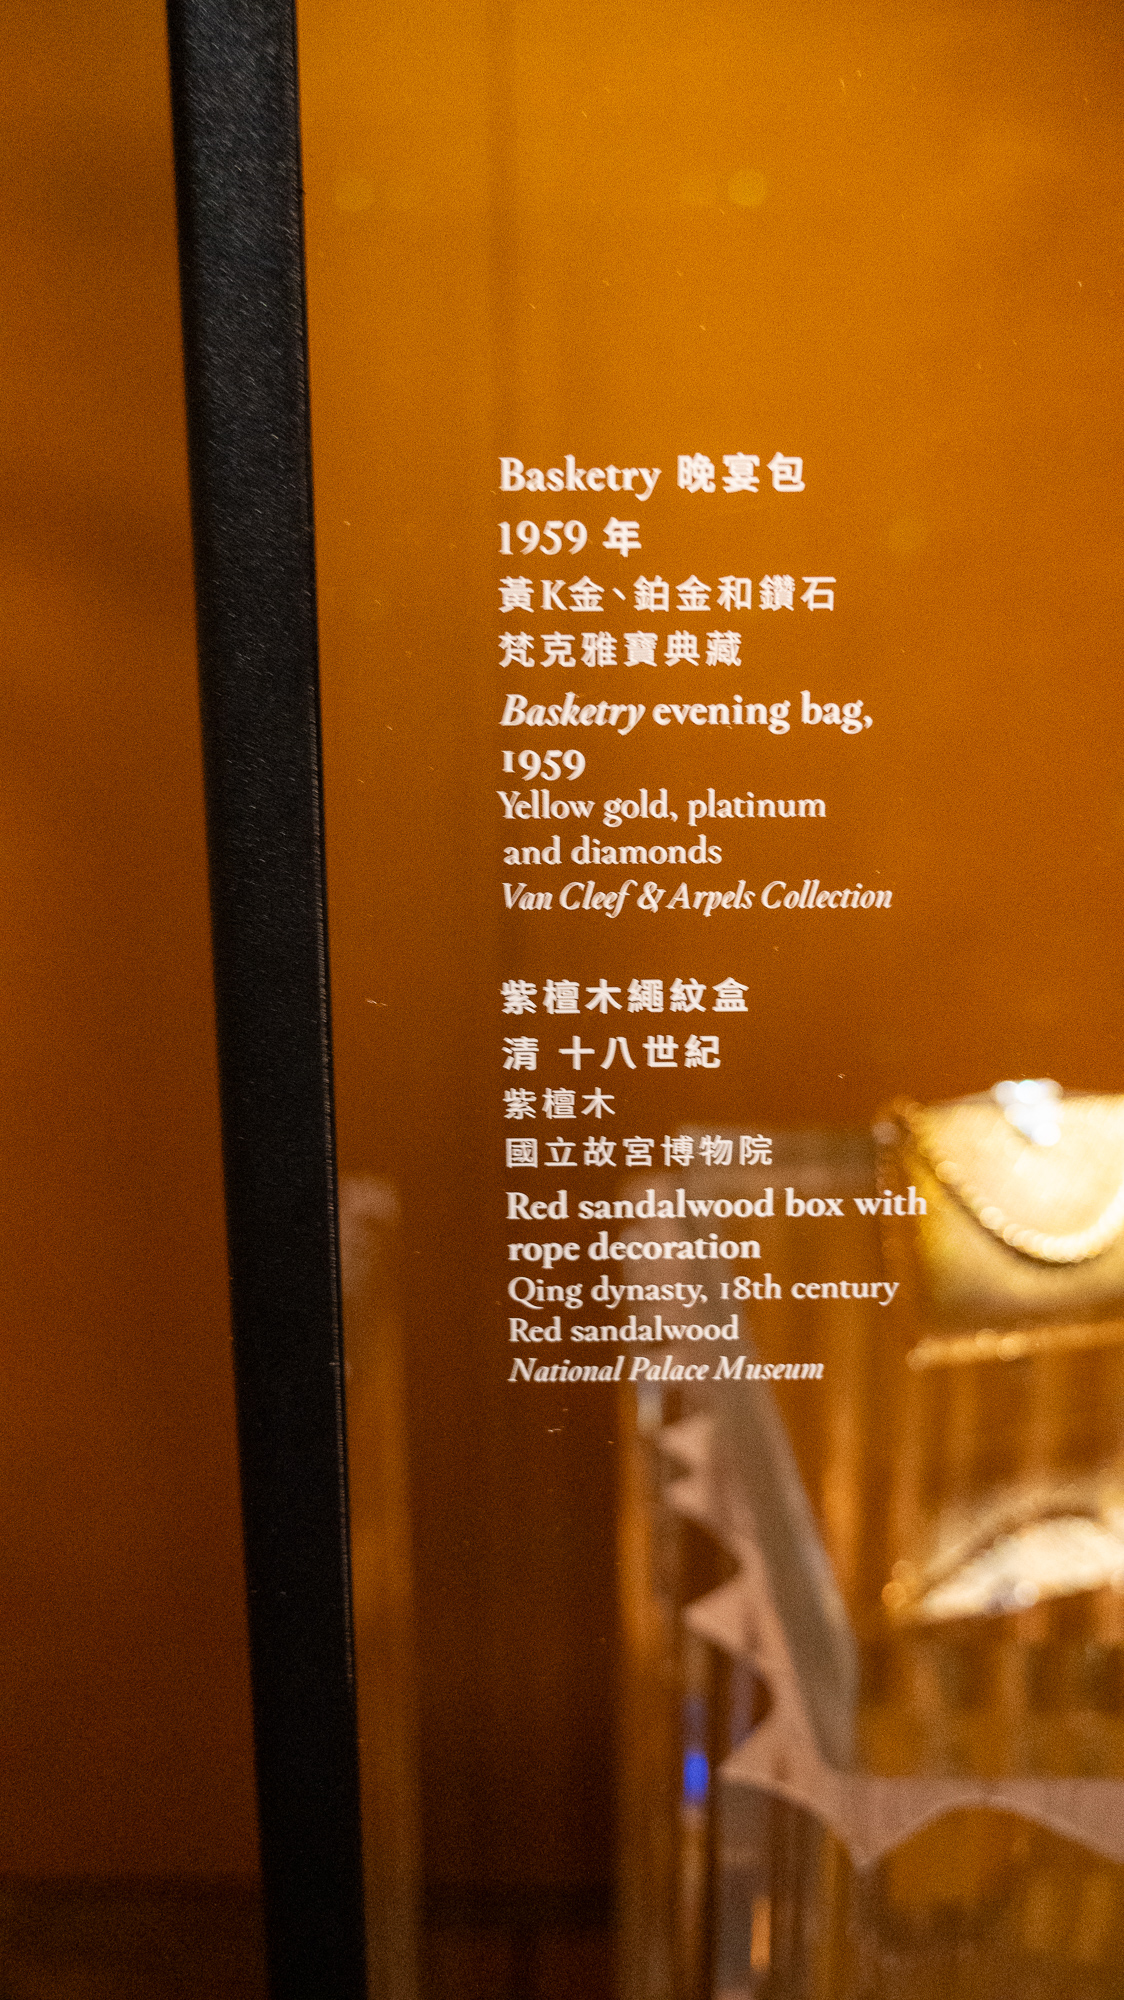 Basketry 晚宴包
1959 年
黃K金、鉑金和鑽石
梵克雅寶典藏
Basketry evening bag,
1959
Yellow gold, platinum
and diamonds
Van Cleef & Arpels Collection
紫檀木繩紋盒
清 十八世紀
紫檀木
國立故宮博物院
Red sandalwood box with
rope decoration
Qing dynasty, 18th century
Red sandalwood
National Palace Museum